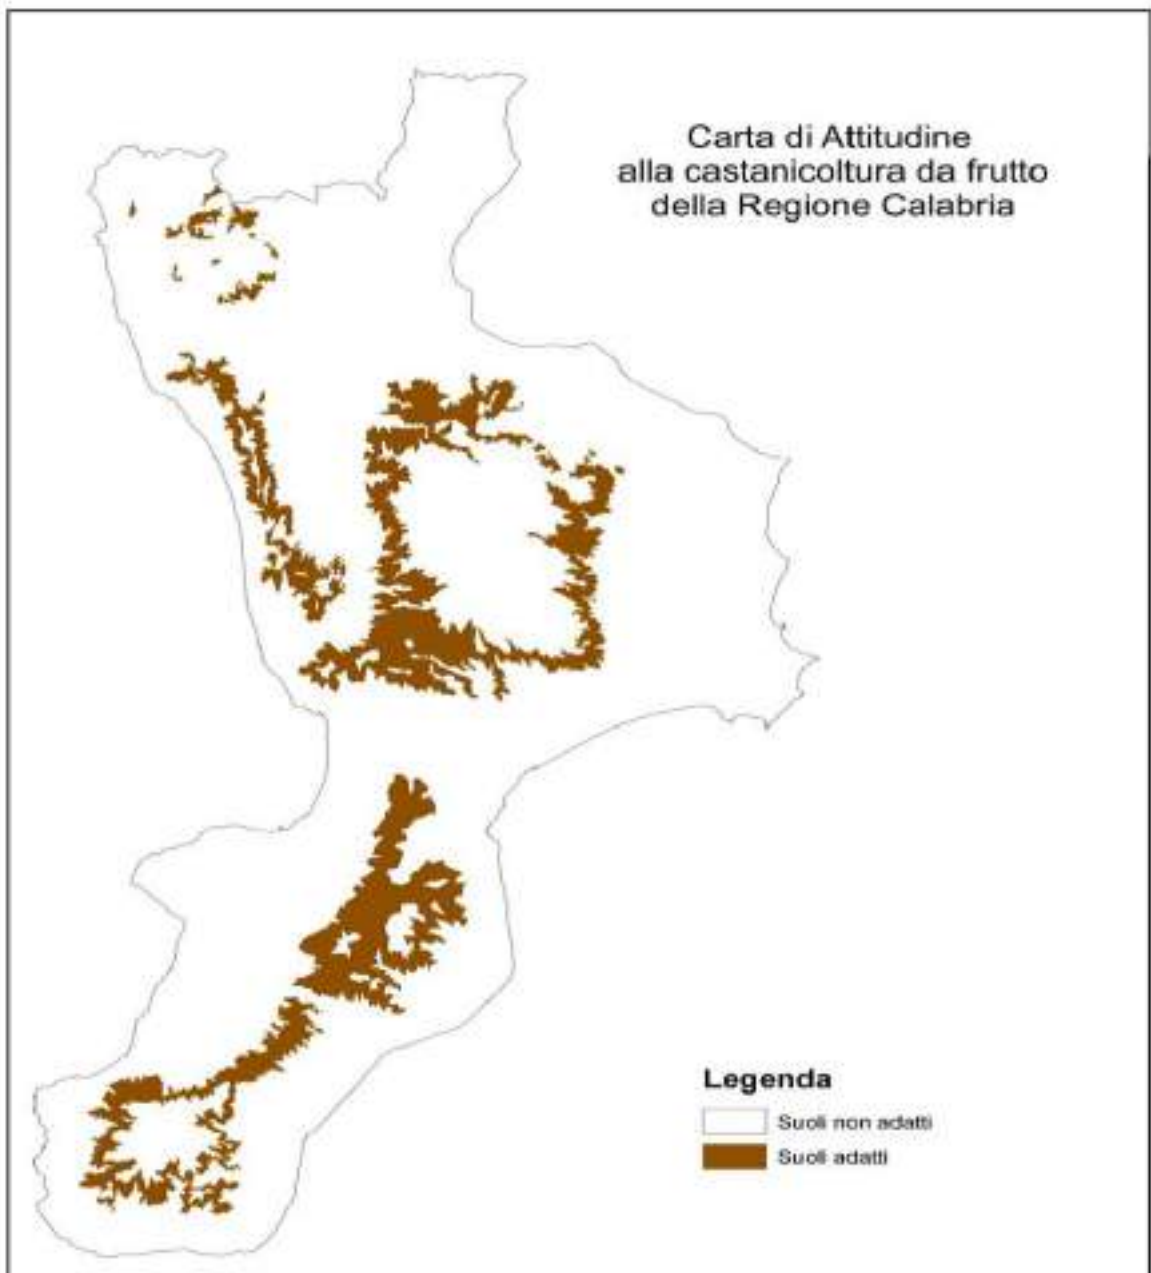 Carta di Attitudine
alla castanicoltura da frutto
della Regione Calabria
Legenda
Suoli non adatti
Suoli adatti